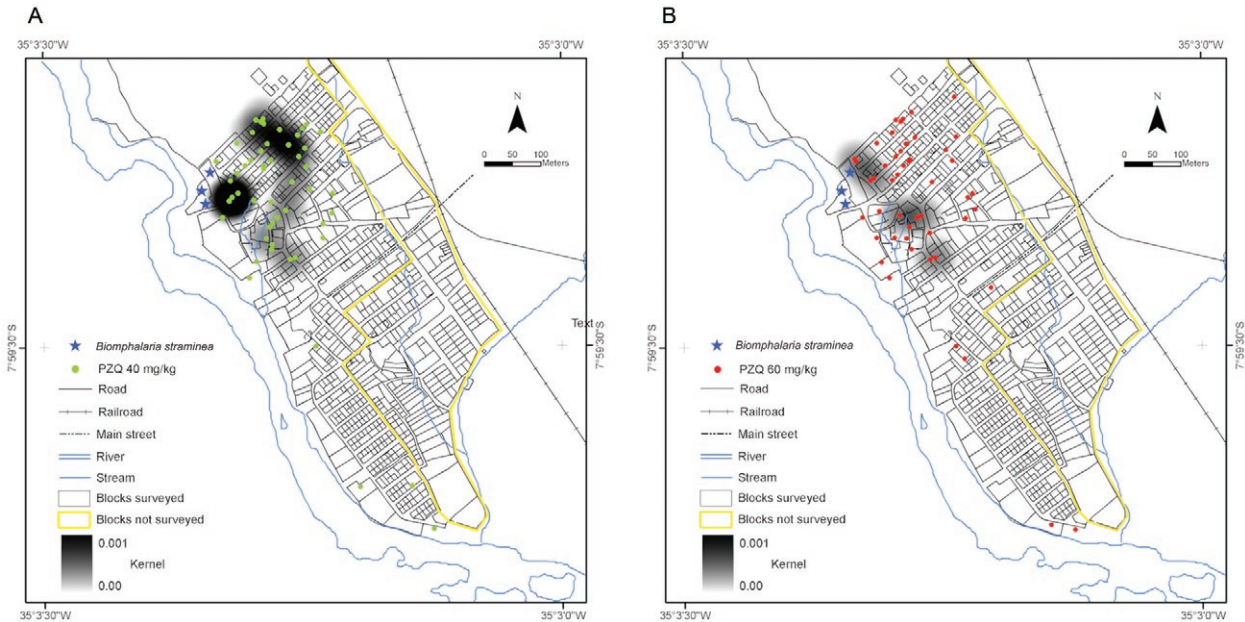 A
35°3'30"W
35°3'0"W
N
0 50 100
Meters
Text
7°59'30"S
7°59'30"S
Biomphalaria straminea
PZQ 40 mg/kg
Road
Railroad
Main street
River
Stream
Blocks surveyed
Blocks not surveyed
0.001
Kernel
0.00
35°3'30"W
35°3'0"W
B
35°3'30"W
35°3'0"W
N
0 50 100
Meters
7°59'30"S
Biomphalaria straminea
PZQ 60 mg/kg
Road
Railroad
Main street
River
Stream
Blocks surveyed
Blocks not surveyed
0.001
Kernel
0.00
35°3'30"W
35°3'0"W
7°59'30"S